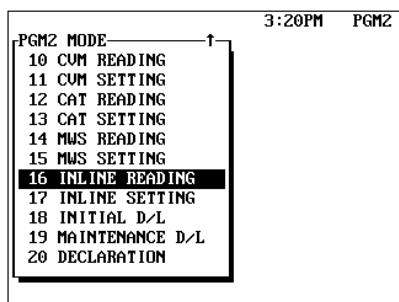 3:20PM PGM2
PGM2 MODE
10 CVM READING
11 CVM SETTING
12 CAT READING
13 CAT SETTING
14 MWS READING
15 MWS SETTING
16 INLINE READING
17 INLINE SETTING
18 INITIAL D/L
19 MAINTENANCE D/L
20 DECLARATION